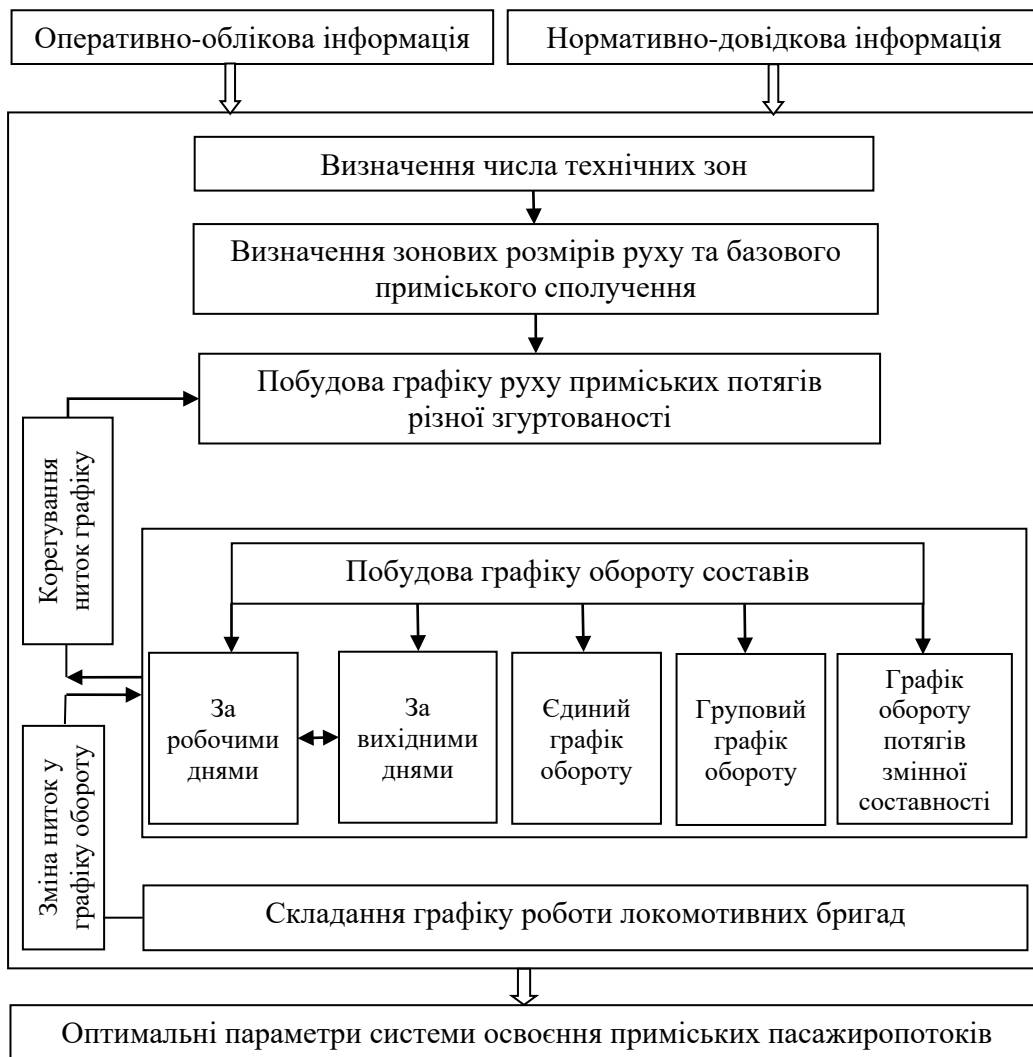 Оперативно-облікова інформація
Нормативно-довідкова інформація
Визначення числа технічних зон
Визначення зонових розмірів руху та базового
приміського сполучення
Побудова графіку руху приміських потягів
різної згуртованості
Корегування
ниток графіку
Побудова графіку обороту составів
За
робочими
днями
За
вихідними
днями
Єдиний
графік
обороту
Груповий
графік
обороту
Графік
обороту
потягів
змінної
составності
Зміна ниток у
графіку обороту
Складання графіку роботи локомотивних бригад
Оптимальні параметри системи освоєння приміських пасажиропотоків